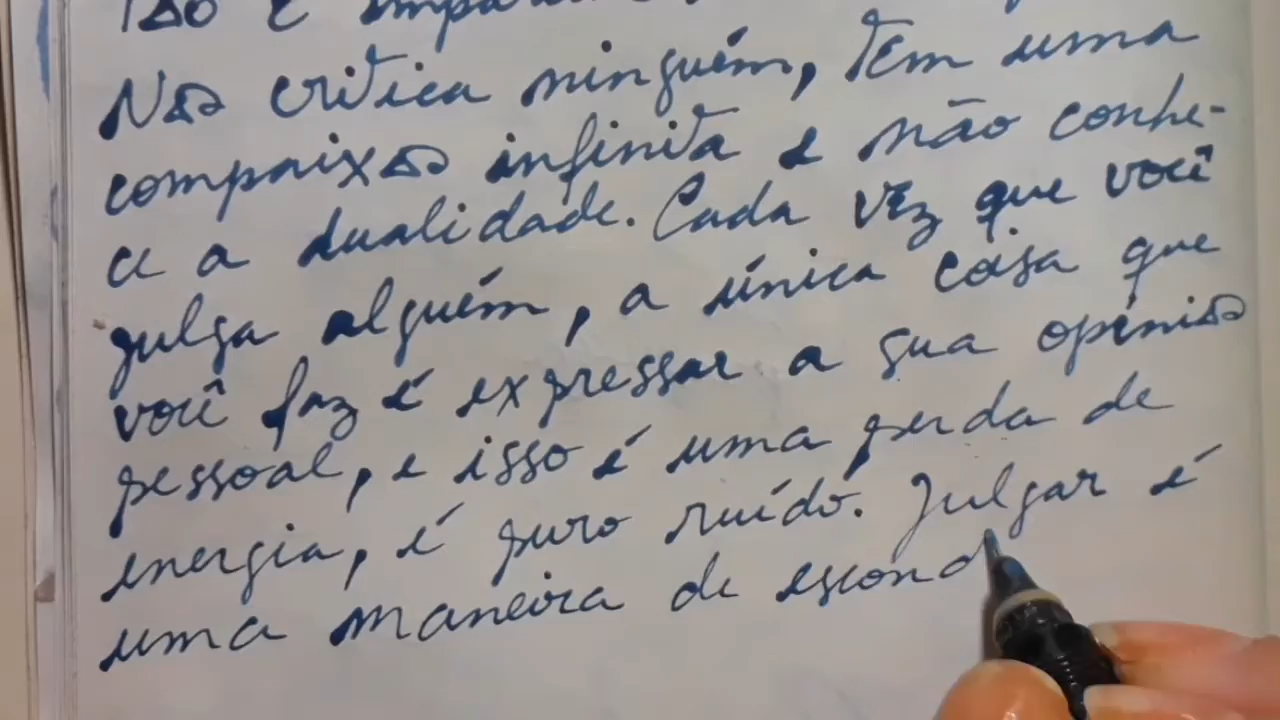 não é
Não critica ninguém, tem uma
compaixão infinita e não conhe-
ce a dualidade. Cada vez que você
julga alguém, a única coisa que
você faz é expressar a sua opinião
pessoal, e isso é uma perda de
energia, é puro ruído. Julgar é
uma maneira de escond